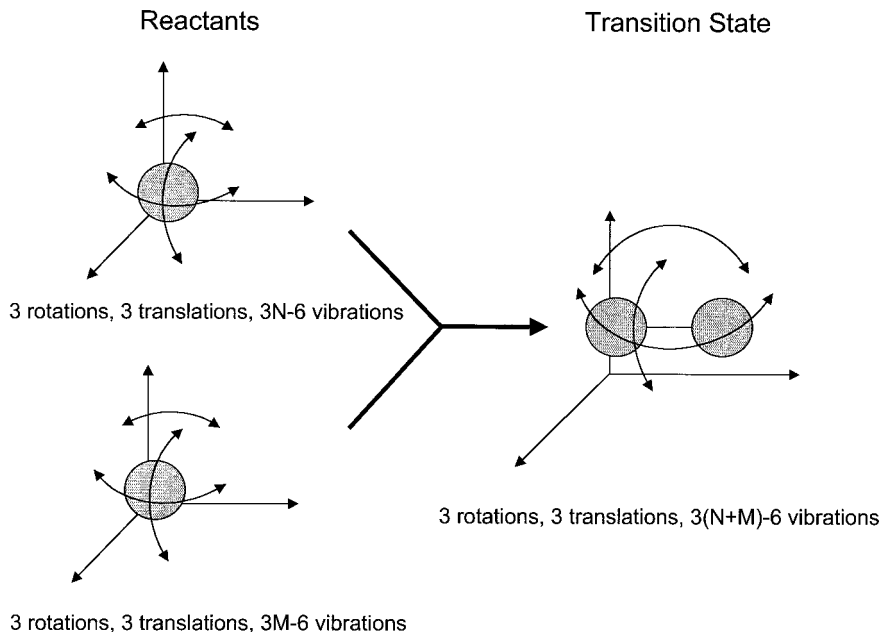 Reactants
Transition State
3 rotations, 3 translations, 3N-6 vibrations
3 rotations, 3 translations, 3(N+M)-6 vibrations
3 rotations, 3 translations, 3M-6 vibrations